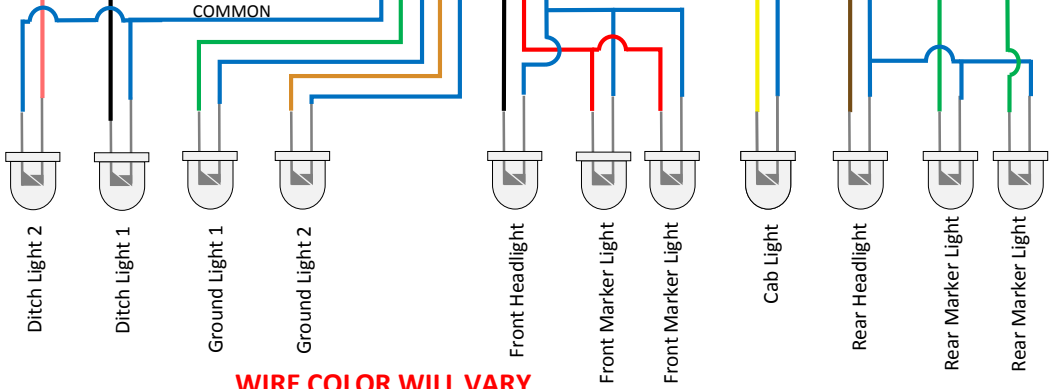 COMMON
Ditch Light 2
Ditch Light 1
Ground Light 1
Ground Light 2
Front Headlight
Front Marker Light
Front Marker Light
Cab Light
Rear Headlight
Rear Marker Light
Rear Marker Light
WIRE COLOR WILL VARY